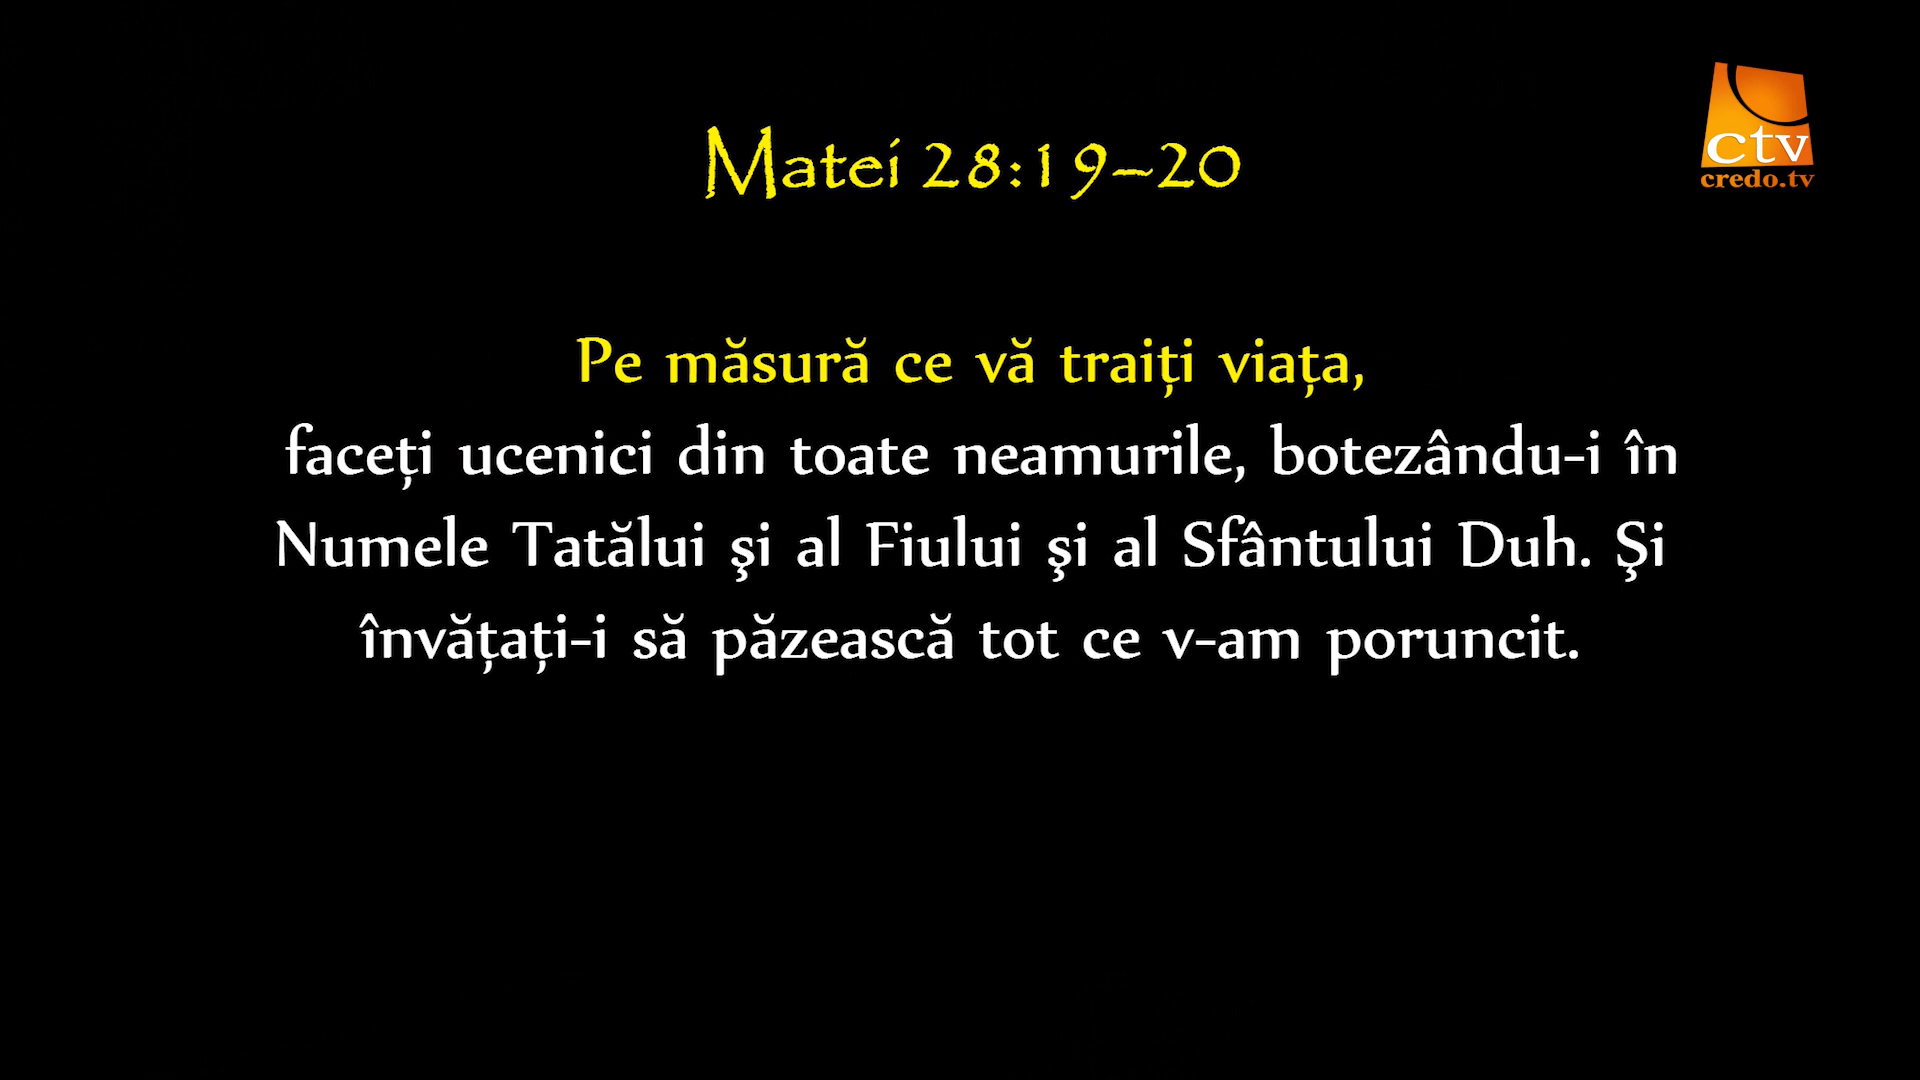 Matei 28:19–20
ctv
credo.tv
Pe măsură ce vă traiți viața,
faceți ucenici din toate neamurile, botezându-i în
Numele Tatălui şi al Fiului şi al Sfântului Duh. Şi
învățați-i să păzească tot ce v-am poruncit.